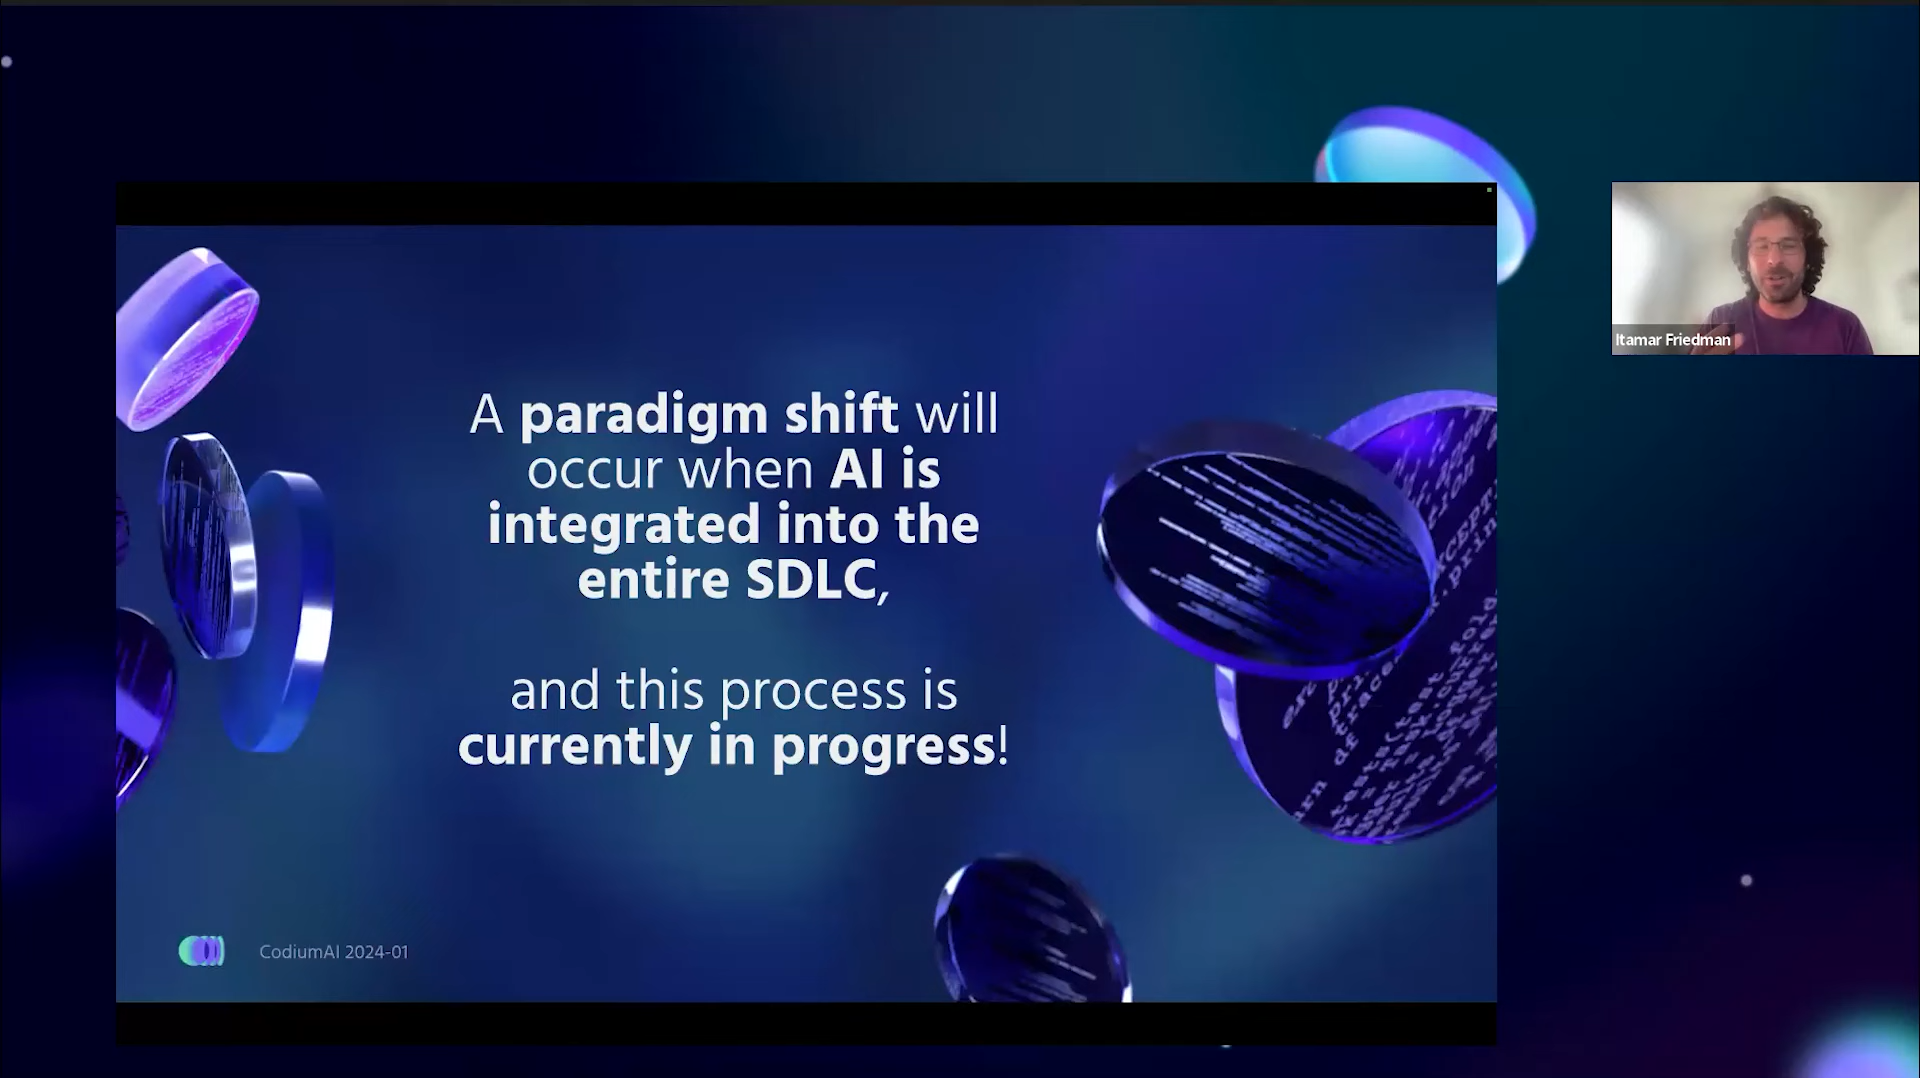 A paradigm shift will
occur when AI is
integrated into the
entire SDLC,
and this process is
currently in progress!
CodiumAI 2024-01
Itamar Friedman